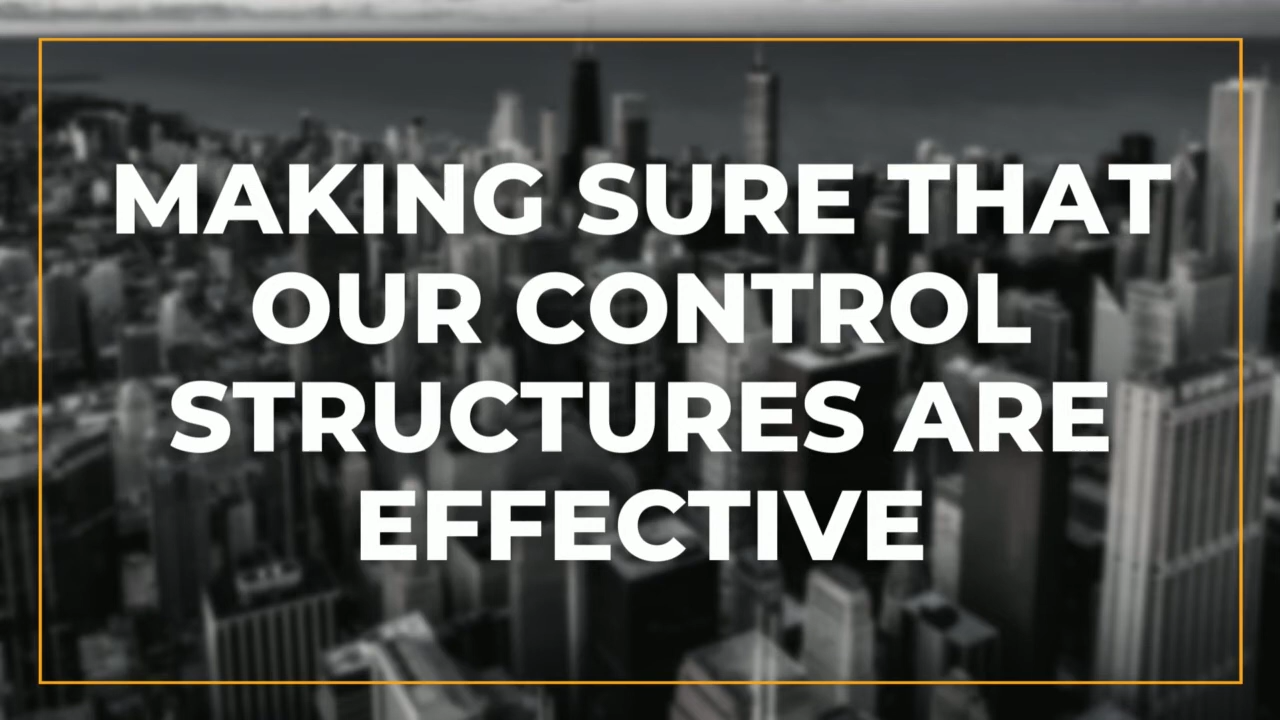 MAKING SURE THAT
OUR CONTROL
STRUCTURES ARE
EFFECTIVE